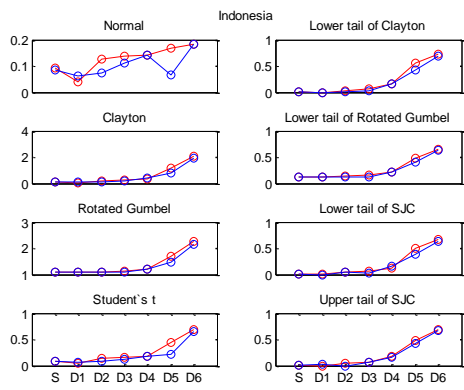 Indonesia
Normal
0.2
0.1
0
Lower tail of Clayton
1
0.5
0
Clayton
4
2
0
Lower tail of Rotated Gumbel
1
0.5
0
Rotated Gumbel
3
2
1
Lower tail of SJC
1
0.5
0
Student`s t
1
0.5
0
S D1 D2 D3 D4 D5 D6
Upper tail of SJC
1
0.5
0
S D1 D2 D3 D4 D5 D6